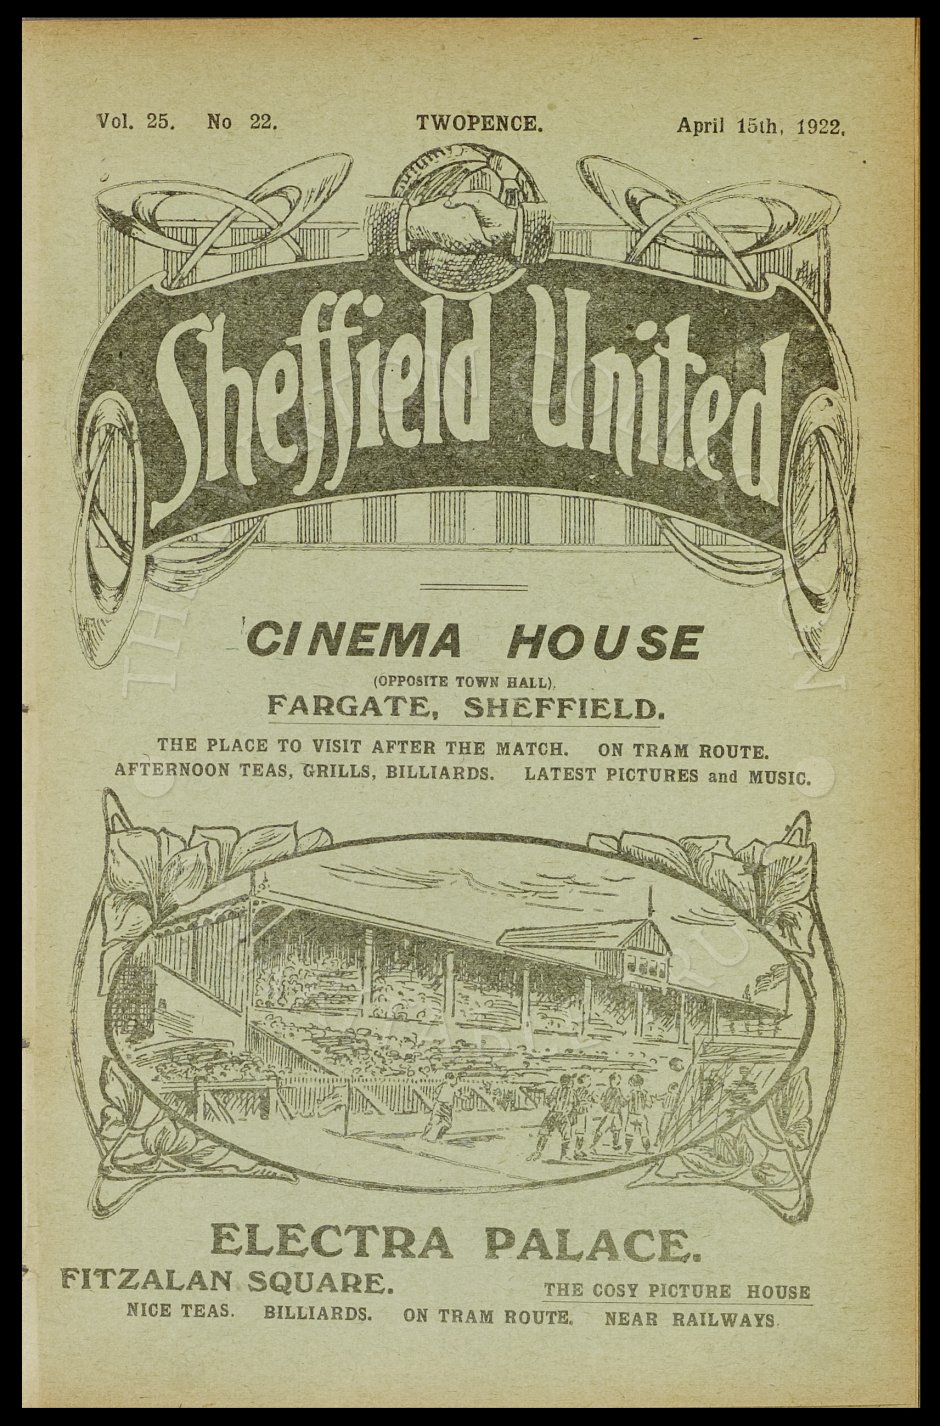 Vol. 25. No 22. TWOPENCE. April 15th, 1922.
Sheffield United
CINEMA HOUSE
(OPPOSITE TOWN HALL).
FARGATE, SHEFFIELD.
THE PLACE TO VISIT AFTER THE MATCH. ON TRAM ROUTE.
AFTERNOON TEAS, GRILLS, BILLIARDS. LATEST PICTURES and MUSIC.
ELECTRA PALACE.
FITZALAN SQUARE. THE COSY PICTURE HOUSE
NICE TEAS. BILLIARDS. ON TRAM ROUTE. NEAR RAILWAYS.